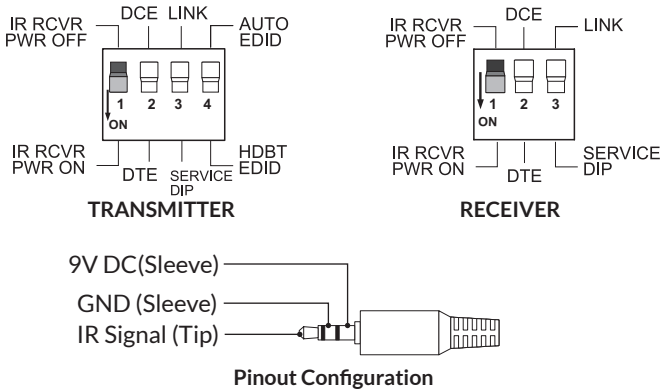 IR RCVR PWR OFF
DCE
LINK
AUTO EDID
1 2 3 4
ON
IR RCVR PWR ON
DTE
SERVICE DIP
HDBT EDID
TRANSMITTER
IR RCVR PWR OFF
DCE
LINK
1 2 3
ON
IR RCVR PWR ON
DTE
SERVICE DIP
RECEIVER
9V DC(Sleeve)
GND (Sleeve)
IR Signal (Tip)
Pinout Configuration